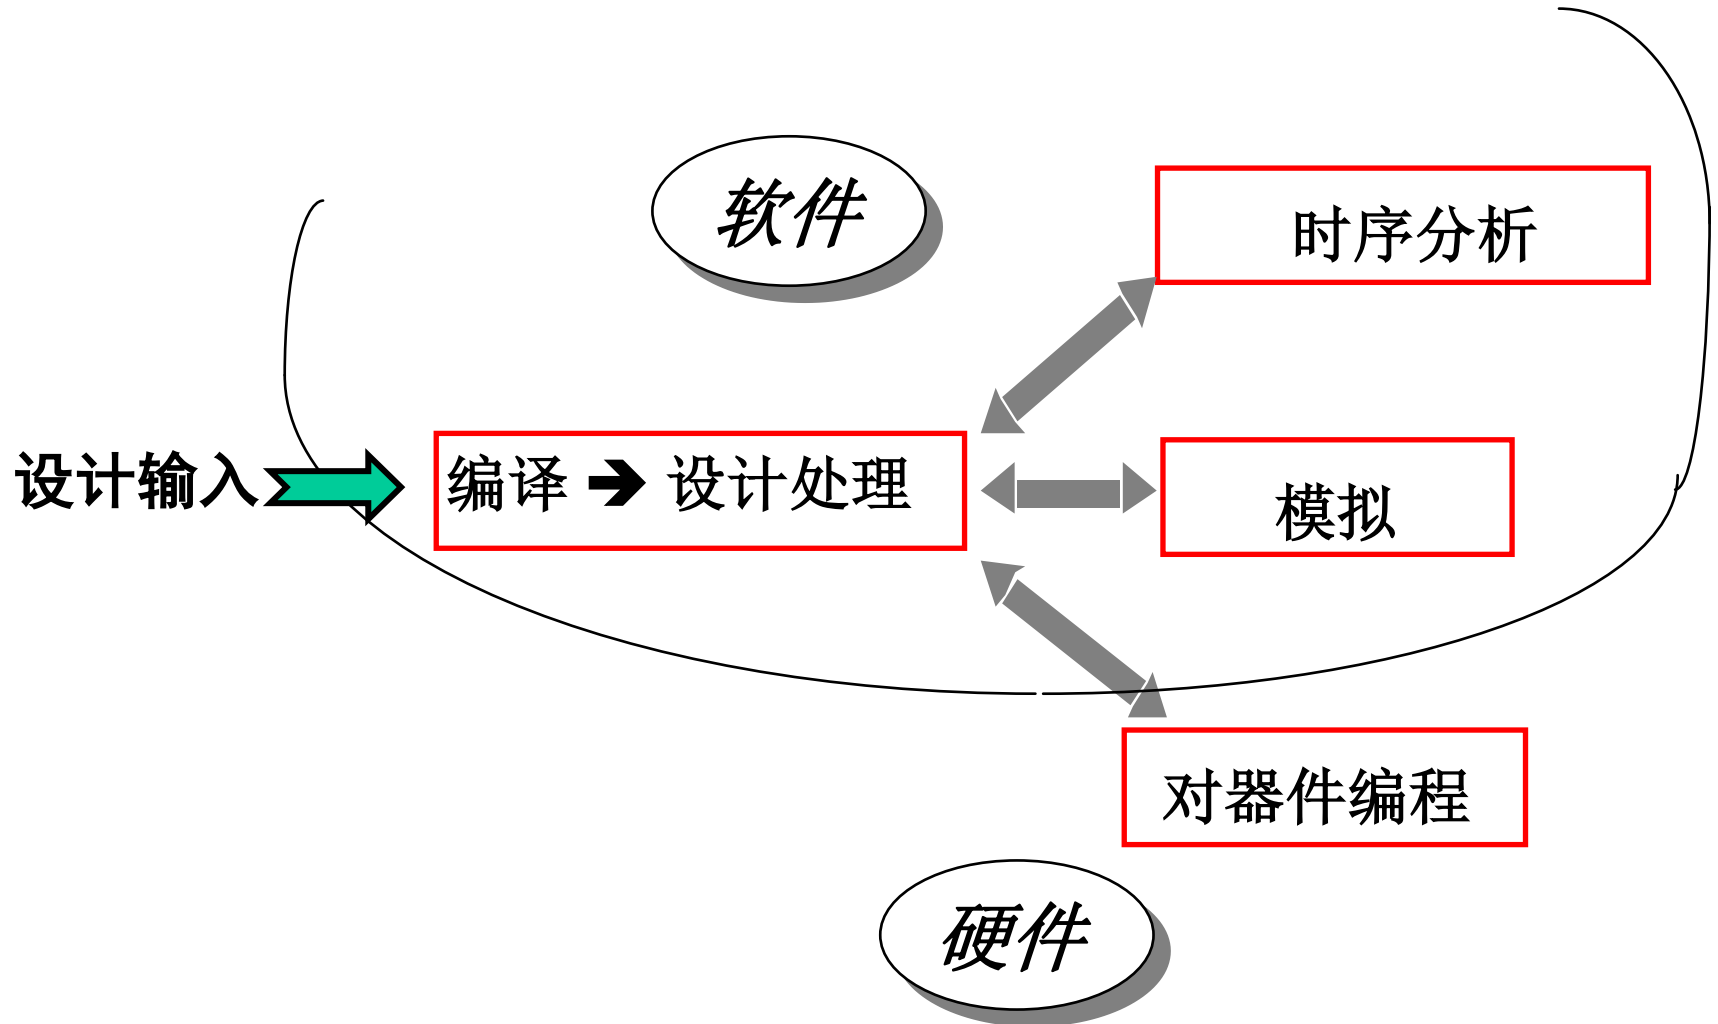 软件
时序分析
设计输入
编译 → 设计处理
模拟
对器件编程
硬件